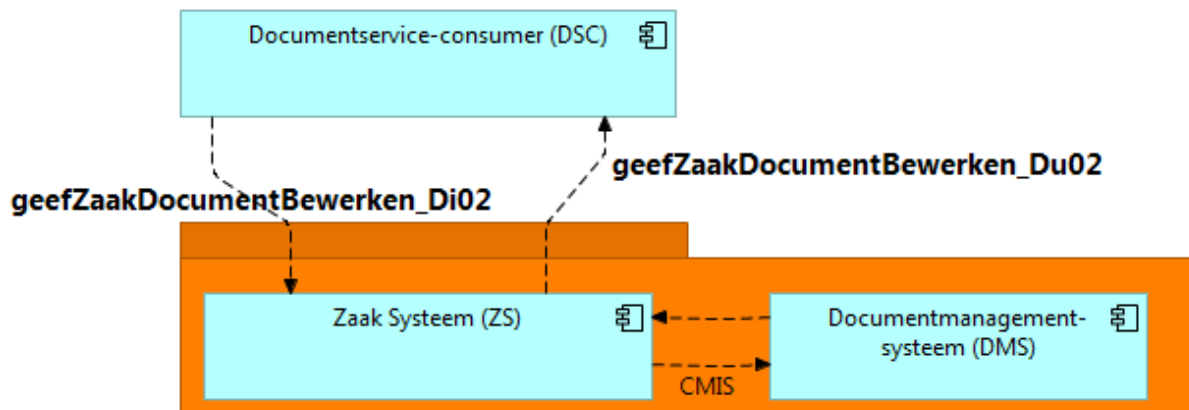 Documentservice-consumer (DSC)
geefZaakDocumentBewerken_Du02
geefZaakDocumentBewerken_Di02
Zaak Systeem (ZS)
Documentmanagement-
systeem (DMS)
CMIS